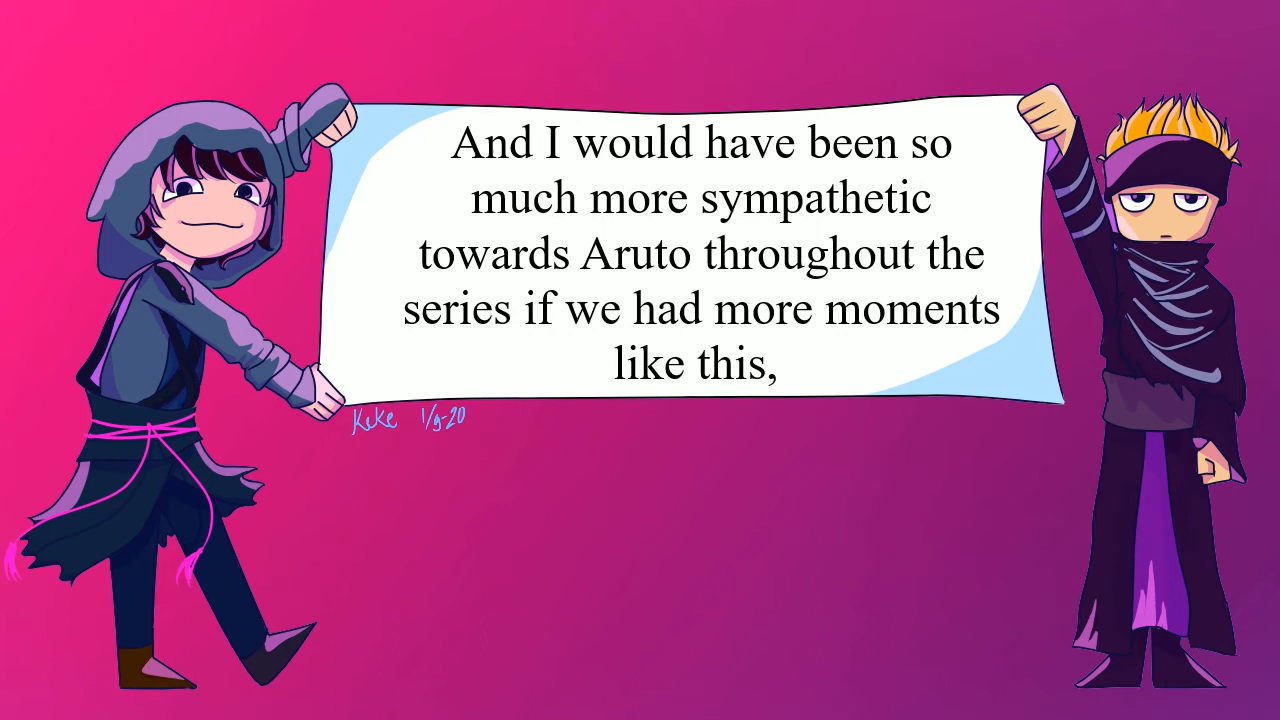 And I would have been so
much more sympathetic
towards Aruto throughout the
series if we had more moments
like this,
KeKe 1/9-20